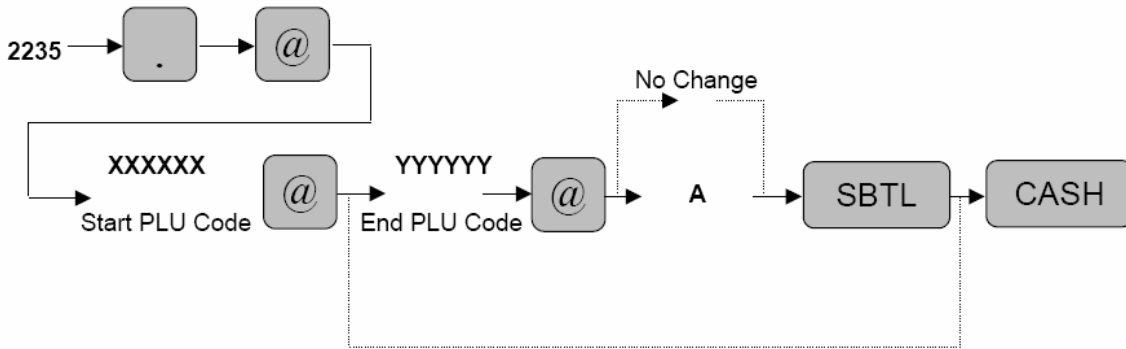 2235
.
@
No Change
XXXXXX
@
YYYYYY
@
A
SBTL
CASH
Start PLU Code
End PLU Code